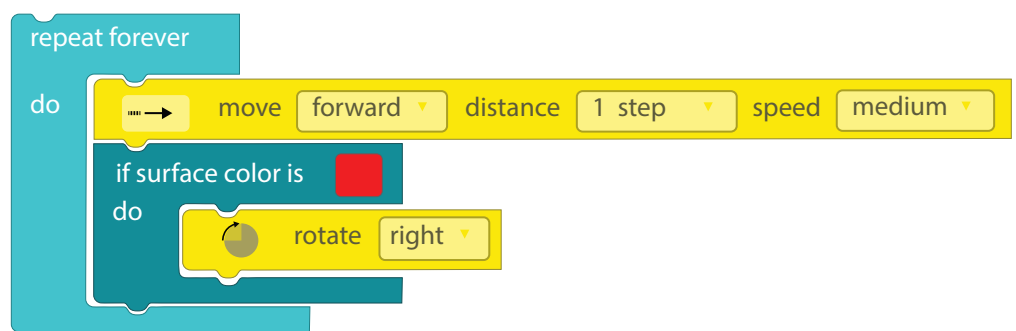 repeat forever
do move forward distance 1 step speed medium
if surface color is
do
rotate right